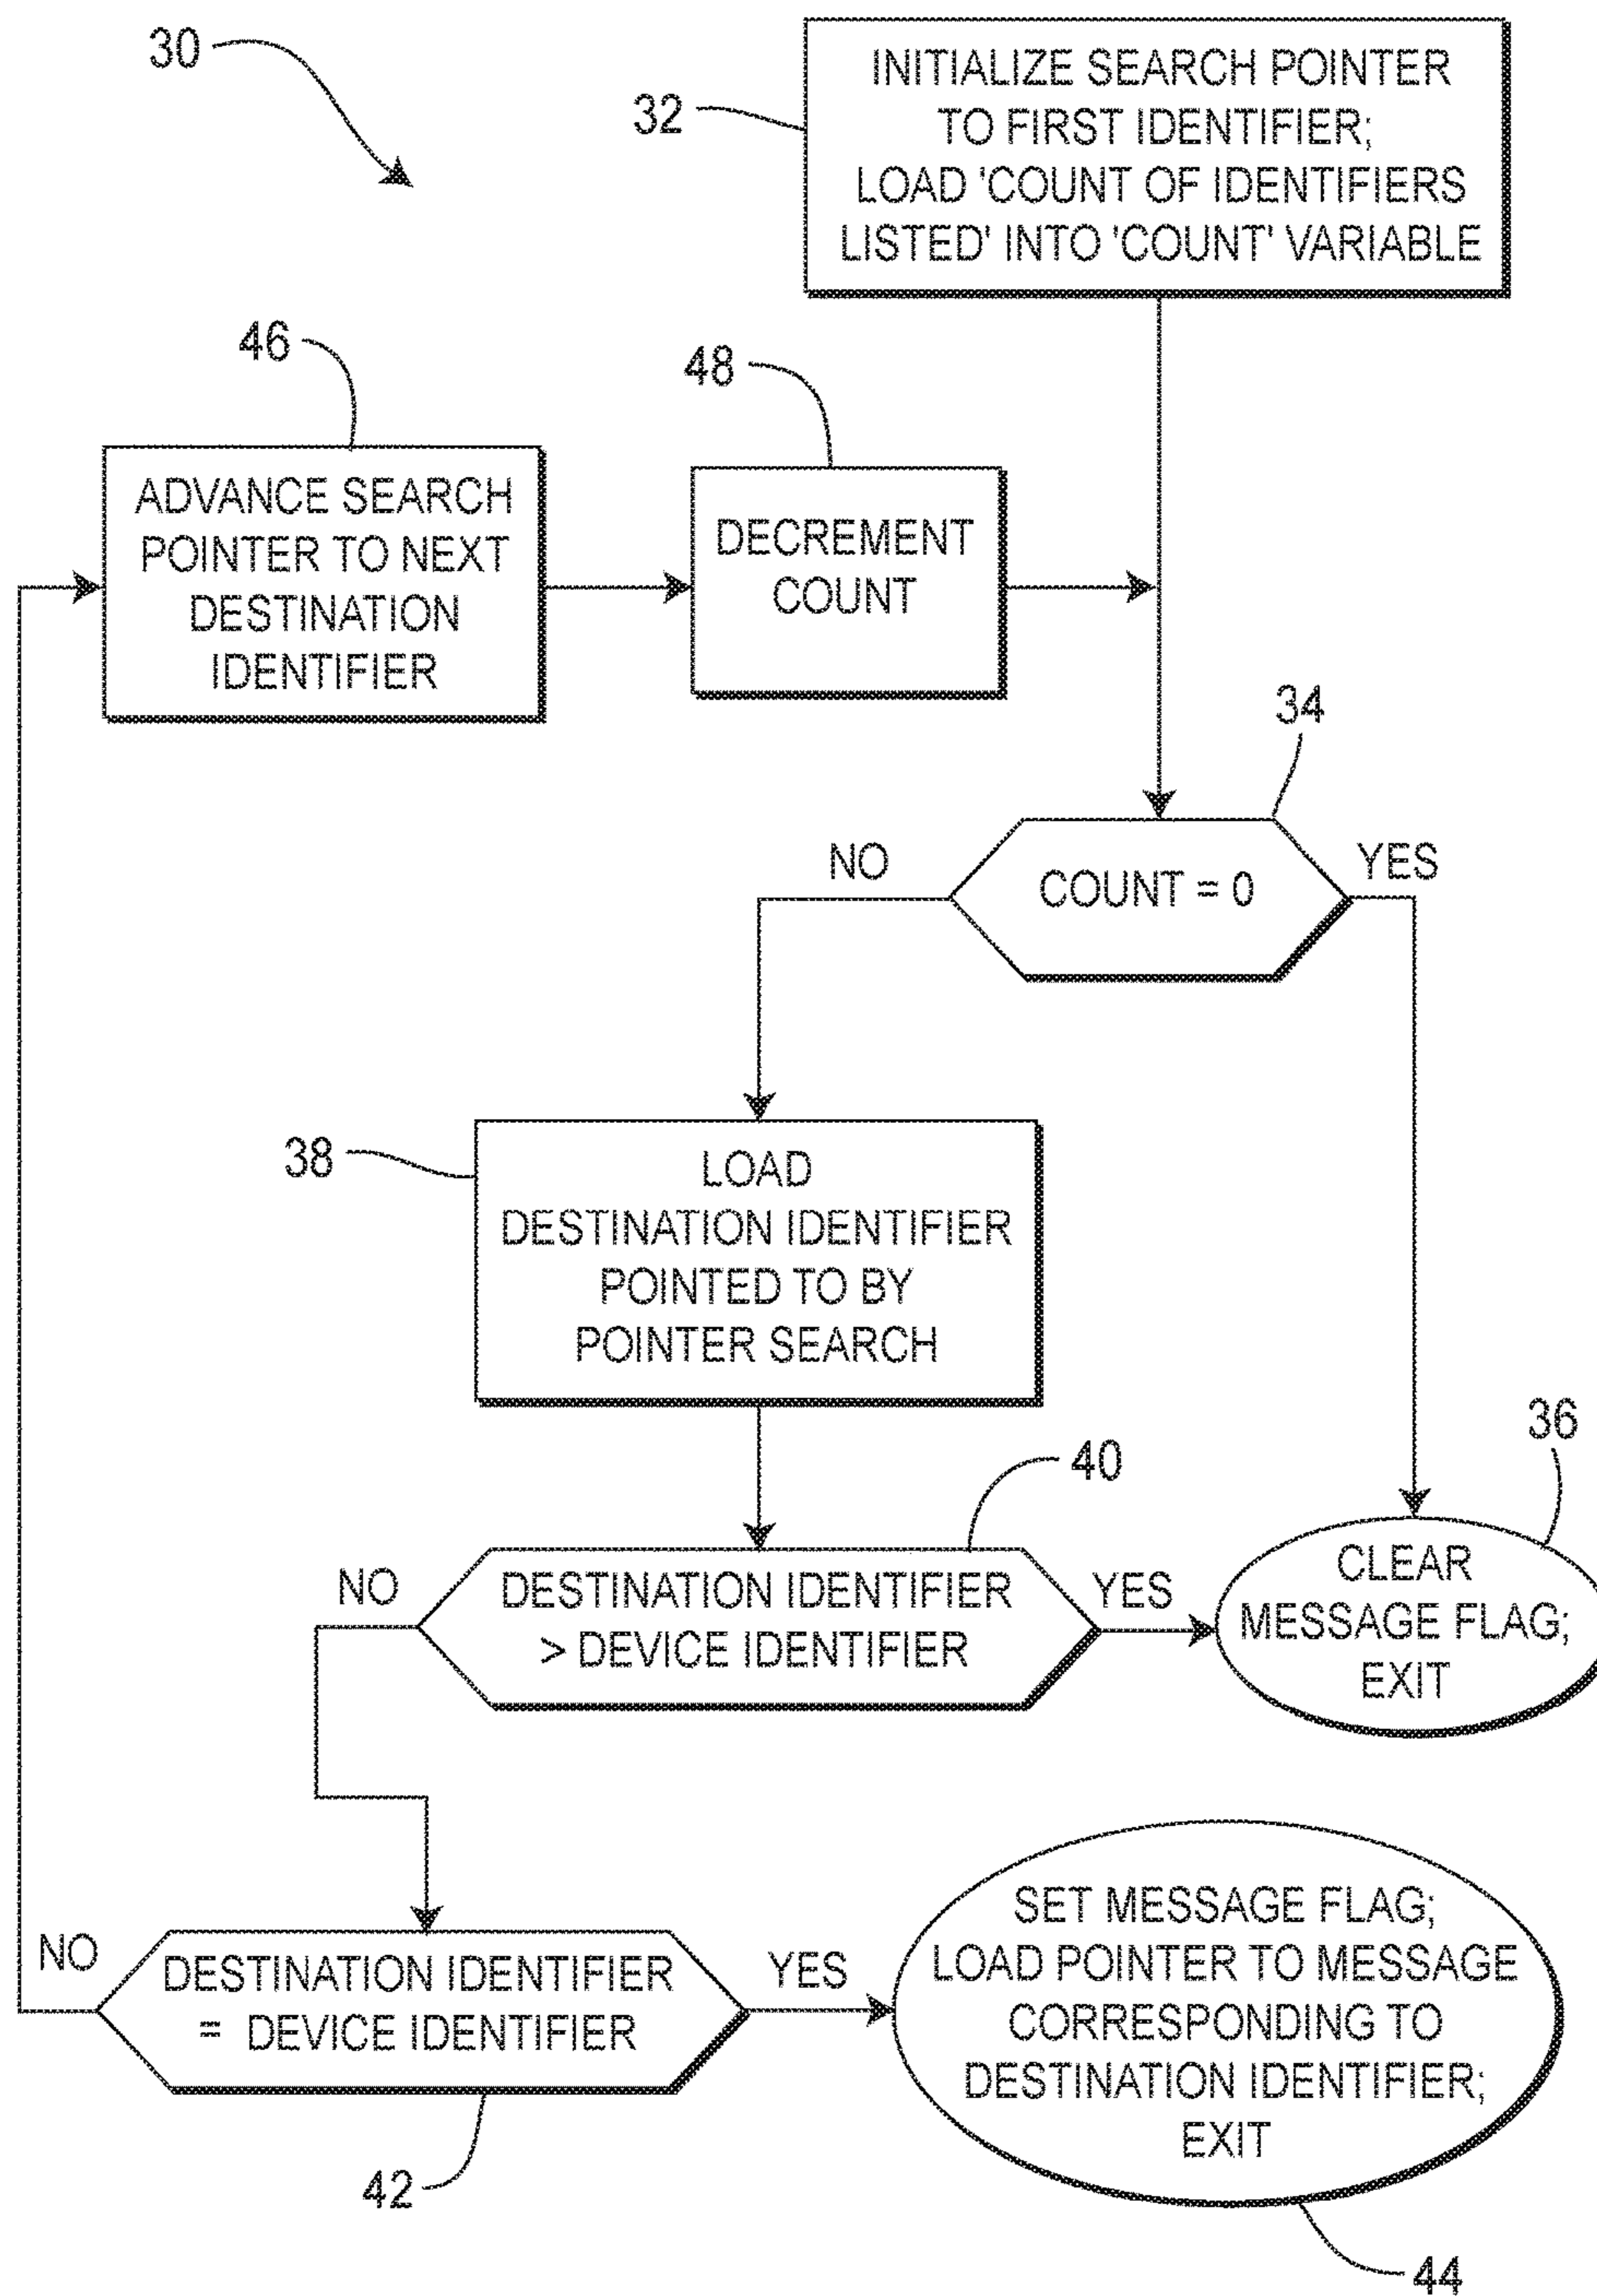 30
32
INITIALIZE SEARCH POINTER
TO FIRST IDENTIFIER;
LOAD 'COUNT OF IDENTIFIERS
LISTED' INTO 'COUNT' VARIABLE
46
ADVANCE SEARCH
POINTER TO NEXT
DESTINATION
IDENTIFIER
48
DECREMENT
COUNT
34
NO
COUNT = 0
YES
38
LOAD
DESTINATION IDENTIFIER
POINTED TO BY
POINTER SEARCH
40
NO
DESTINATION IDENTIFIER
> DEVICE IDENTIFIER
YES
36
CLEAR
MESSAGE FLAG;
EXIT
NO
DESTINATION IDENTIFIER
= DEVICE IDENTIFIER
YES
42
SET MESSAGE FLAG;
LOAD POINTER TO MESSAGE
CORRESPONDING TO
DESTINATION IDENTIFIER;
EXIT
44